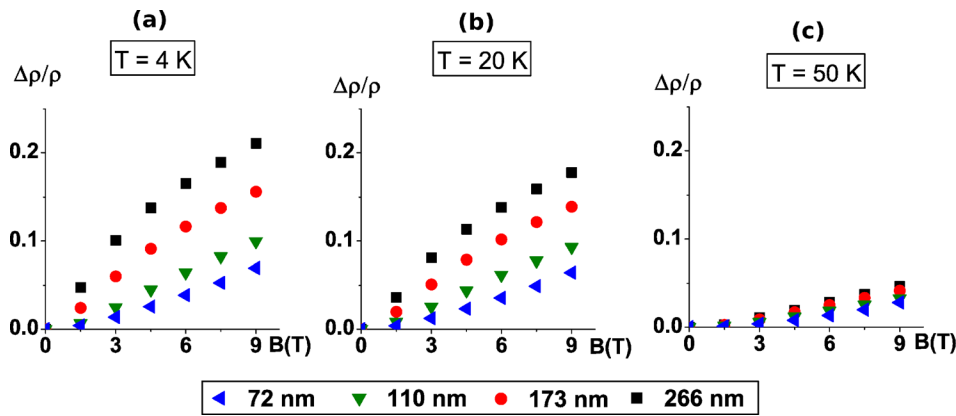 (a) (b) (c)
T = 4 K T = 20 K T = 50 K
Δρ/ρ Δρ/ρ Δρ/ρ
0.2 0.2 0.2
0.1 0.1 0.1
0.0 0.0 0.0
0 3 6 9 B(T) 0 3 6 9 B(T) 0 3 6 9 B(T)
72 nm 110 nm 173 nm 266 nm